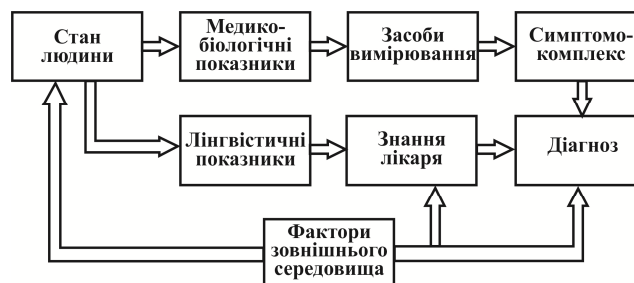 Стан
людини
Медико-
біологічні
показники
Засоби
вимірювання
Симптомо-
комплекс
Лінгвістичні
показники
Знання
лікаря
Діагноз
Фактори
зовнішнього
середовища